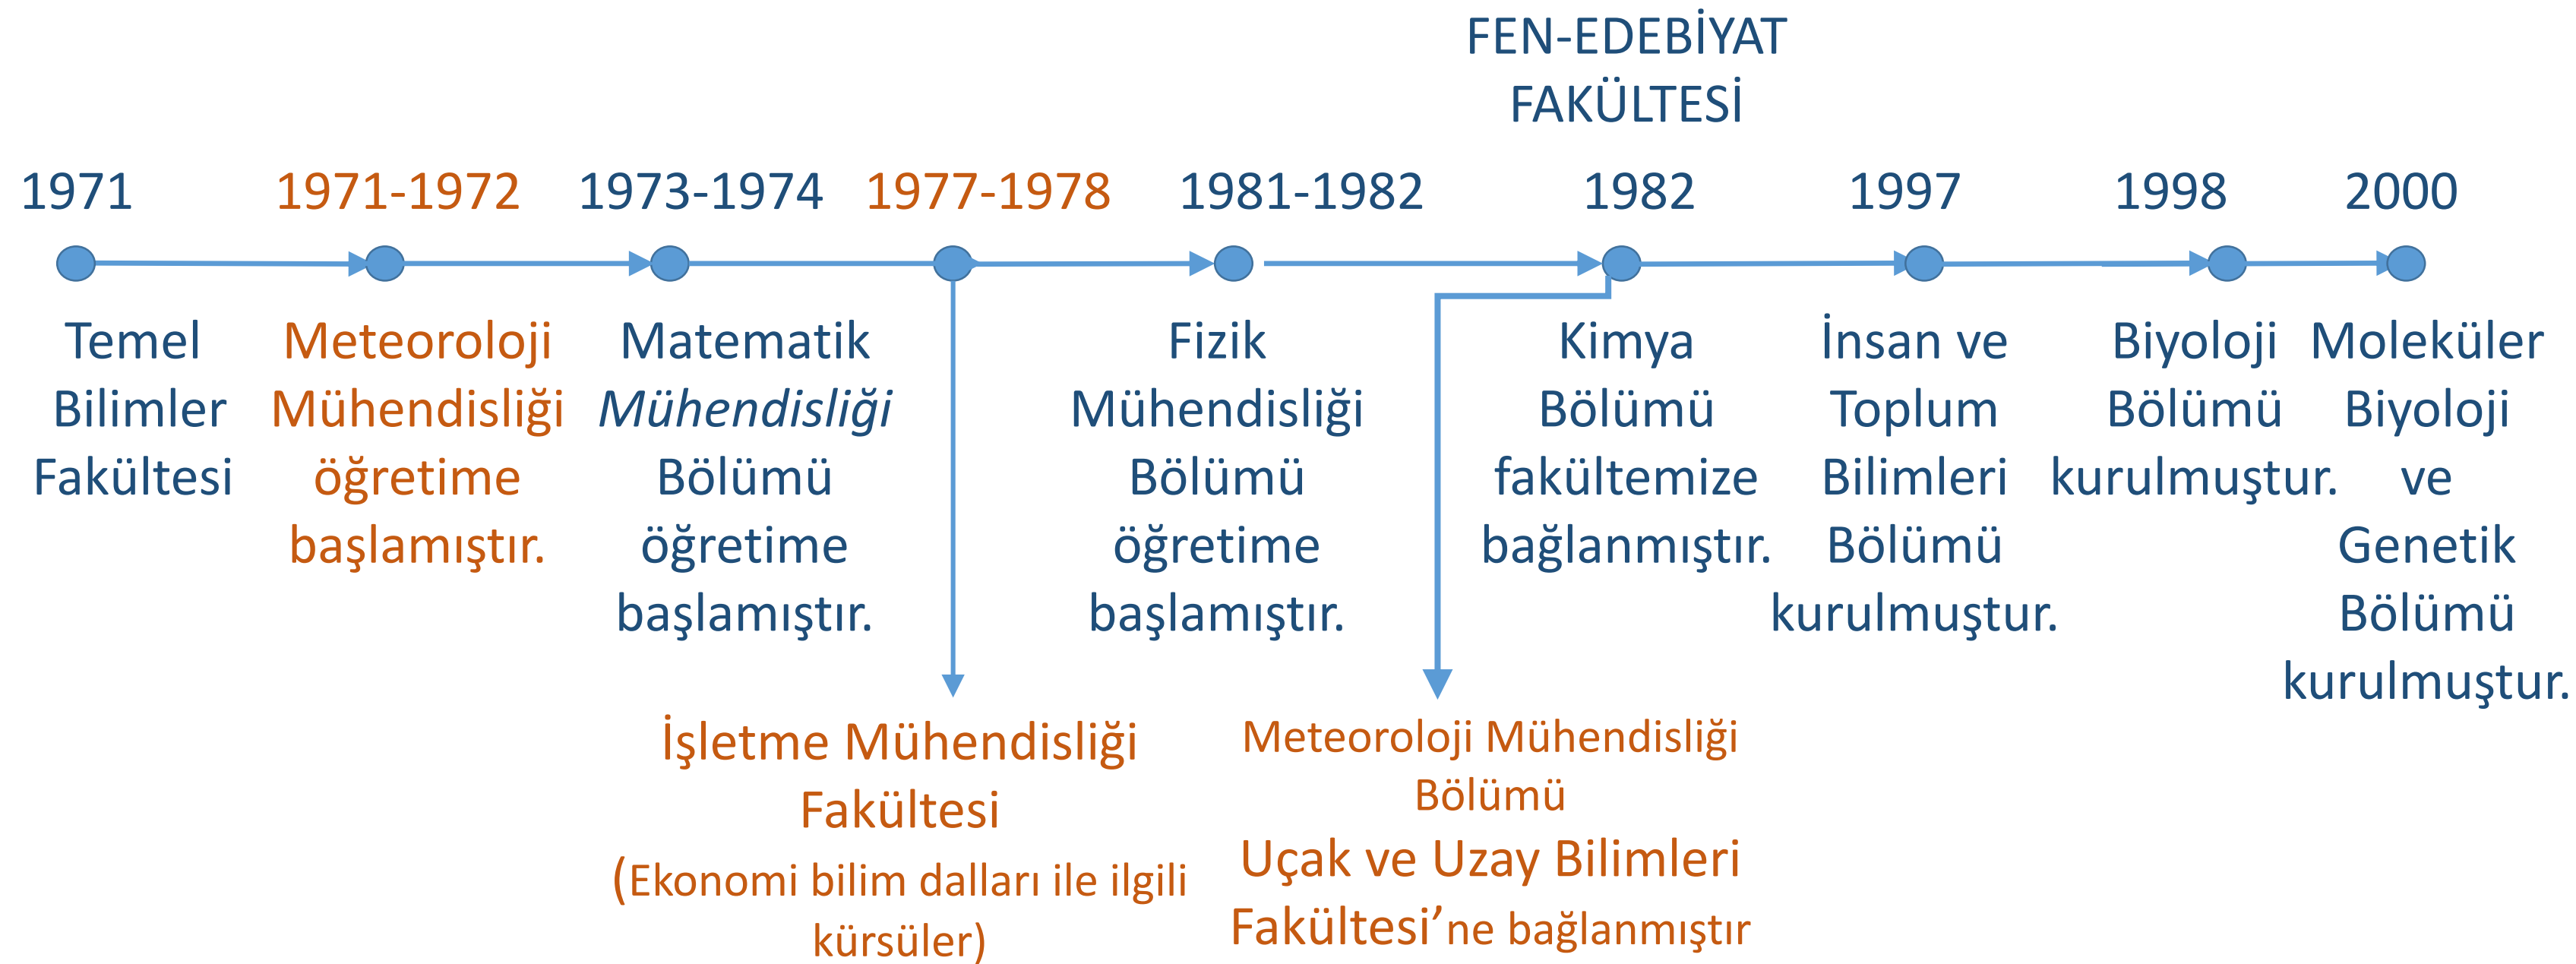 FEN-EDEBİYAT
FAKÜLTESİ
1971
1971-1972
1973-1974
1977-1978
1981-1982
1982
1997
1998
2000
Temel
Bilimler
Fakültesi
Meteoroloji
Mühendisliği
öğretime
başlamıştır.
Matematik
Mühendisliği
Bölümü
öğretime
başlamıştır.
Fizik
Mühendisliği
Bölümü
öğretime
başlamıştır.
Kimya
Bölümü
fakültemize
bağlanmıştır.
İnsan ve
Toplum
Bilimleri
Bölümü
kurulmuştur.
Biyoloji
Bölümü
kurulmuştur.
Moleküler
Biyoloji
ve
Genetik
Bölümü
kurulmuştur.
İşletme Mühendisliği
Fakültesi
(Ekonomi bilim dalları ile ilgili
kürsüler)
Meteoroloji Mühendisliği
Bölümü
Uçak ve Uzay Bilimleri
Fakültesi’ne bağlanmıştır